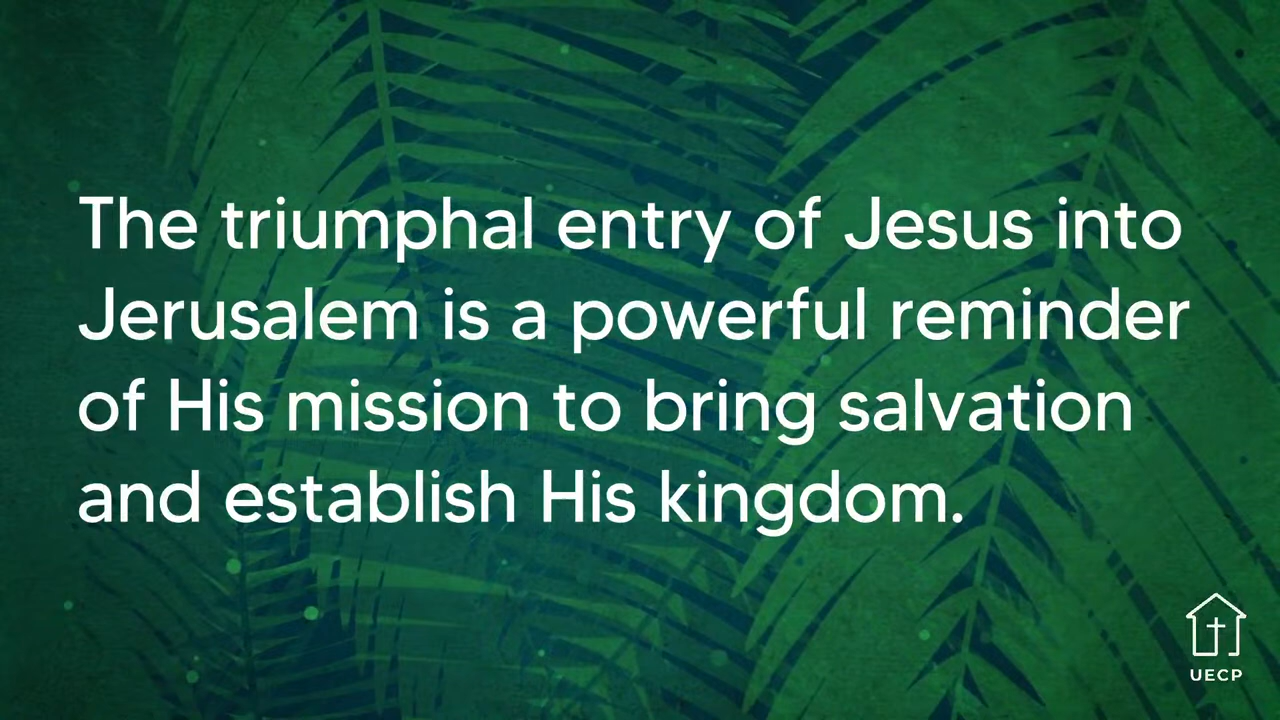 The triumphal entry of Jesus into
Jerusalem is a powerful reminder
of His mission to bring salvation
and establish His kingdom.
UECP